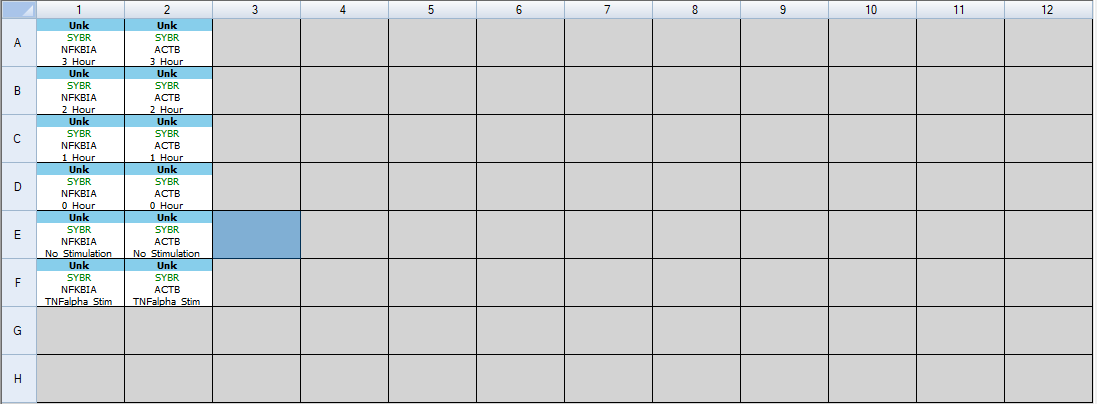 1 2 3 4 5 6 7 8 9 10 11 12
Unk Unk
SYBR SYBR
A NFKBIA ACTB
3 Hour 3 Hour
Unk Unk
SYBR SYBR
B NFKBIA ACTB
2 Hour 2 Hour
Unk Unk
SYBR SYBR
C NFKBIA ACTB
1 Hour 1 Hour
Unk Unk
SYBR SYBR
D NFKBIA ACTB
0 Hour 0 Hour
Unk Unk
SYBR SYBR
E NFKBIA ACTB
No Stimulation No Stimulation
Unk Unk
SYBR SYBR
F NFKBIA ACTB
TNFalpha Stim TNFalpha Stim
G
H